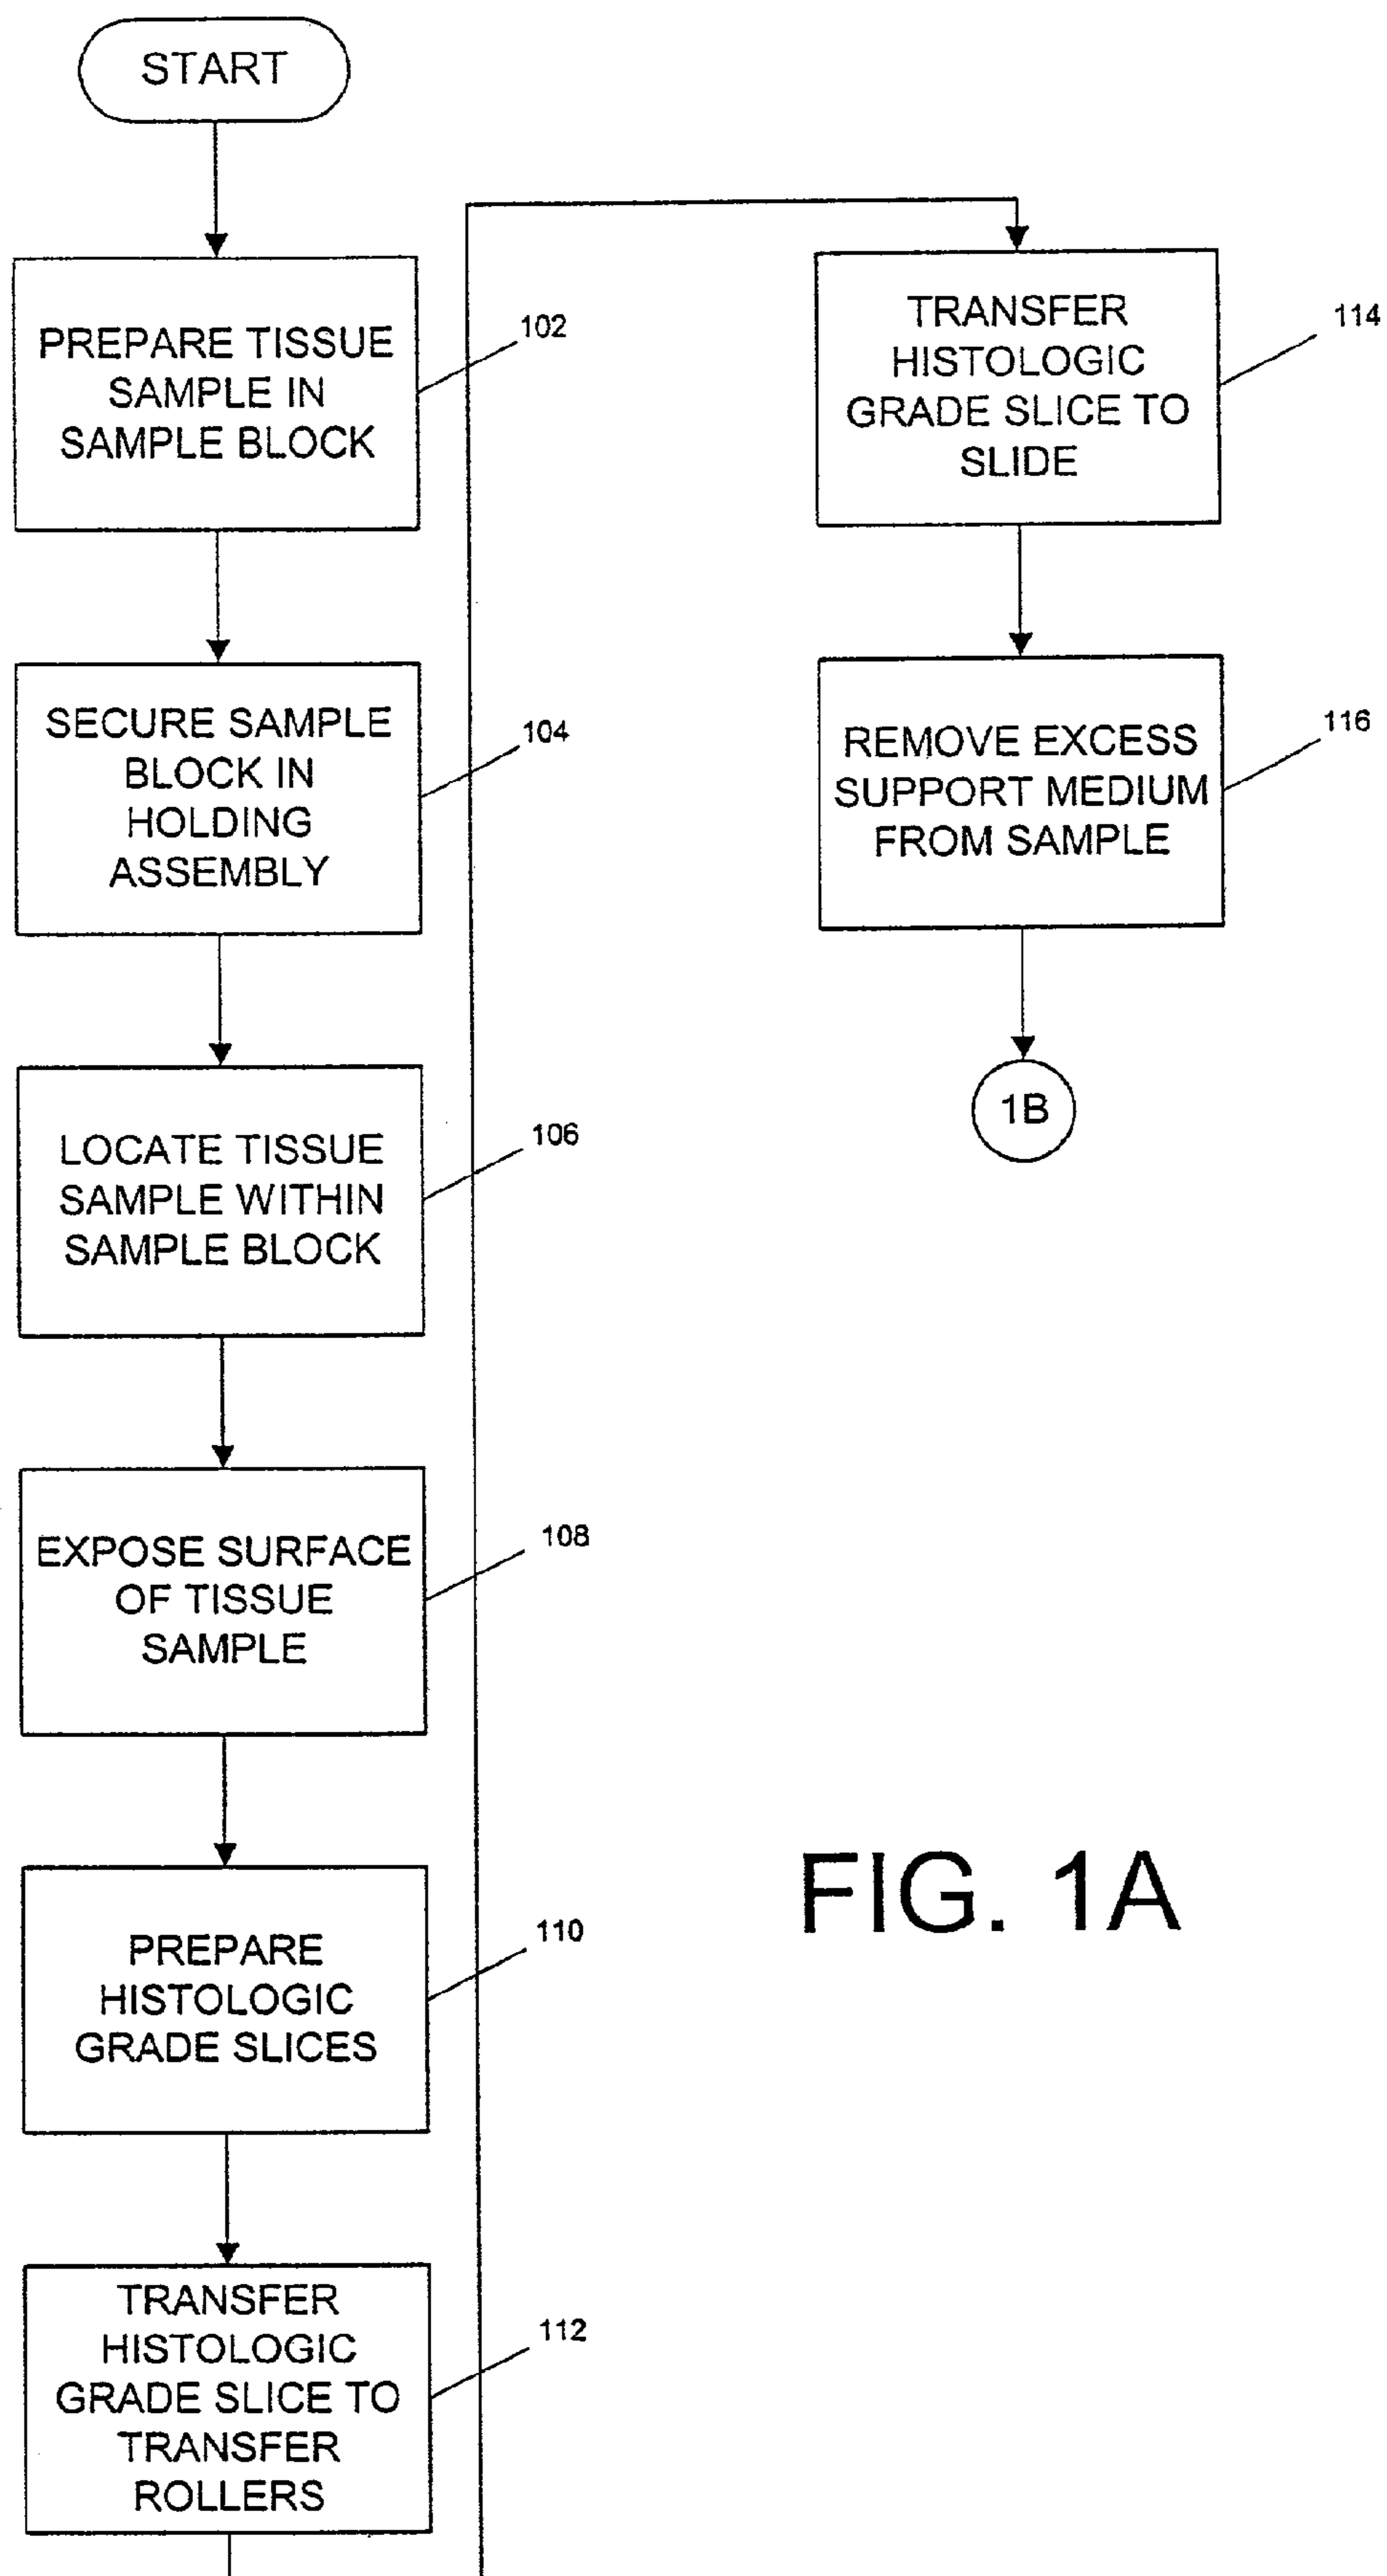 START
PREPARE TISSUE
SAMPLE IN
SAMPLE BLOCK
102
SECURE SAMPLE
BLOCK IN
HOLDING
ASSEMBLY
104
LOCATE TISSUE
SAMPLE WITHIN
SAMPLE BLOCK
106
EXPOSE SURFACE
OF TISSUE
SAMPLE
108
PREPARE
HISTOLOGIC
GRADE SLICES
110
TRANSFER
HISTOLOGIC
GRADE SLICE TO
TRANSFER
ROLLERS
112
TRANSFER
HISTOLOGIC
GRADE SLICE TO
SLIDE
114
REMOVE EXCESS
SUPPORT MEDIUM
FROM SAMPLE
116
1B
FIG. 1A